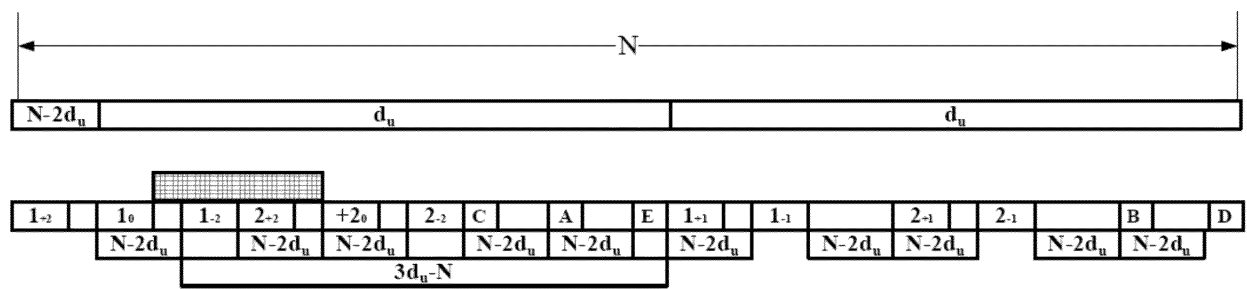 N
N-2dᵤ dᵤ dᵤ
1₊₂ 1₀ 1₋₂ 2₊₂ +2₀ 2₋₂ C A E 1₊₁ 1₋₁ 2₊₁ 2₋₁ B D
N-2dᵤ N-2dᵤ N-2dᵤ N-2dᵤ N-2dᵤ N-2dᵤ N-2dᵤ N-2dᵤ N-2dᵤ N-2dᵤ
3dᵤ-N